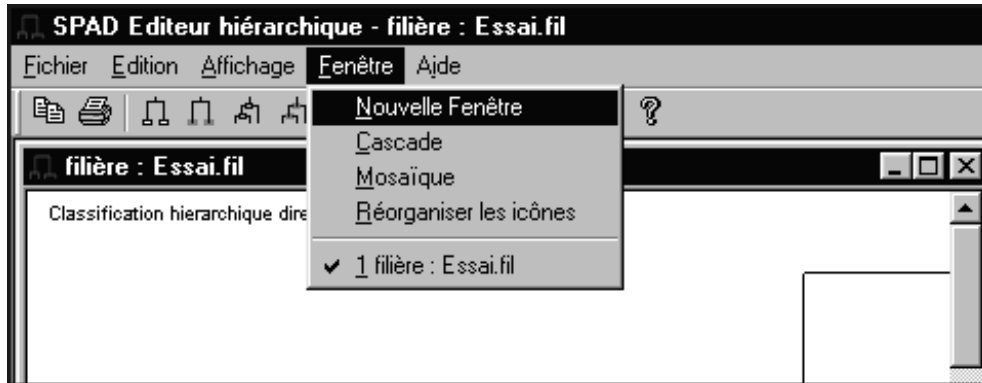 SPAD Editeur hiérarchique - filière : Essai.fil
Fichier Edition Affichage Fenêtre Aide
Nouvelle Fenêtre
Cascade
Mosaïque
Réorganiser les icônes
1 filière : Essai.fil
filière : Essai.fil
Classification hierarchique dire